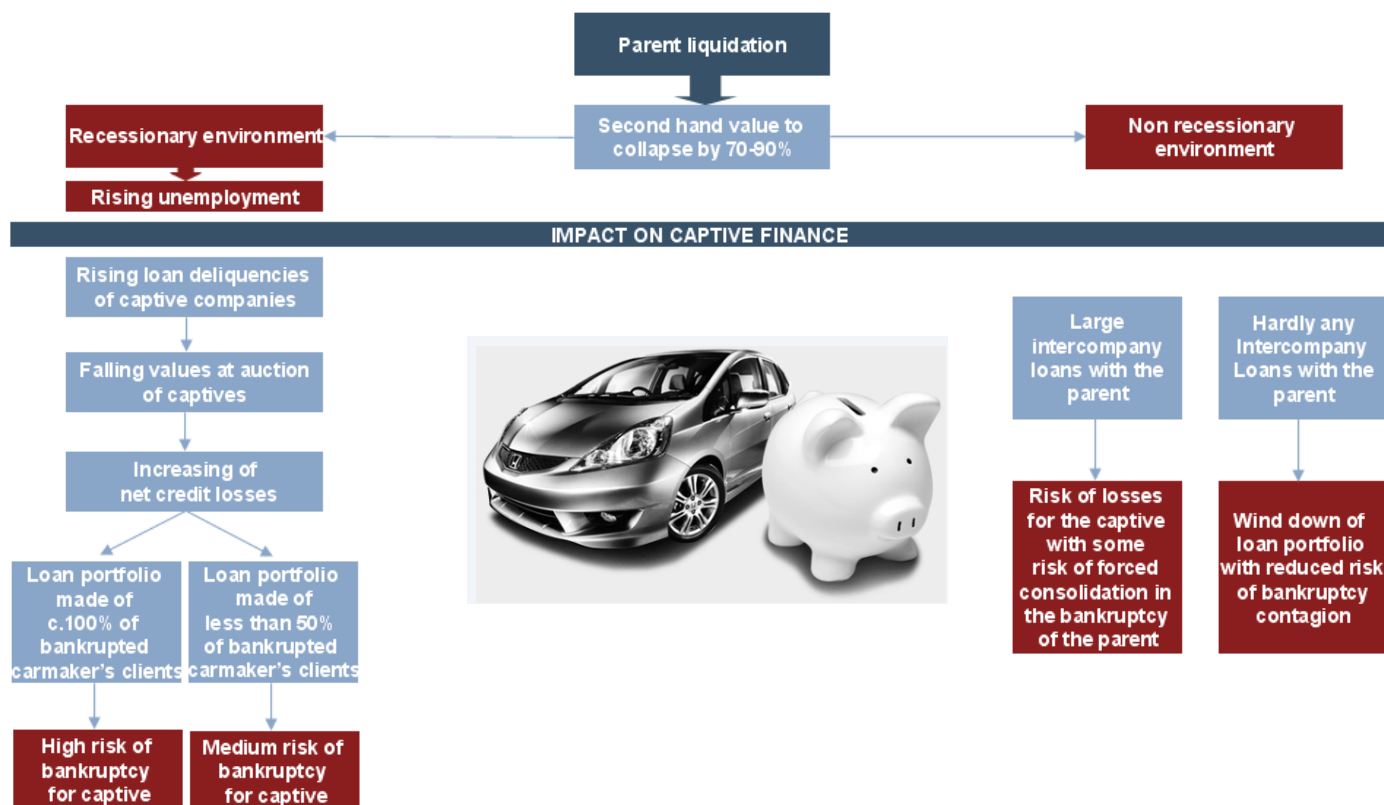 Parent liquidation
Recessionary environment
Second hand value to
collapse by 70-90%
Non recessionary
environment
Rising unemployment
IMPACT ON CAPTIVE FINANCE
Rising loan deliquencies
of captive companies
Falling values at auction
of captives
Increasing of
net credit losses
Loan portfolio
made of
c.100% of
bankrupted
carmaker's clients
Loan portfolio
made of
less than 50%
of bankrupted
carmaker's clients
High risk of
bankruptcy
for captive
Medium risk of
bankruptcy
for captive
Large
intercompany
loans with the
parent
Hardly any
Intercompany
Loans with the
parent
Risk of losses
for the captive
with some
risk of forced
consolidation in
the bankruptcy
of the parent
Wind down of
loan portfolio
with reduced risk
of bankruptcy
contagion